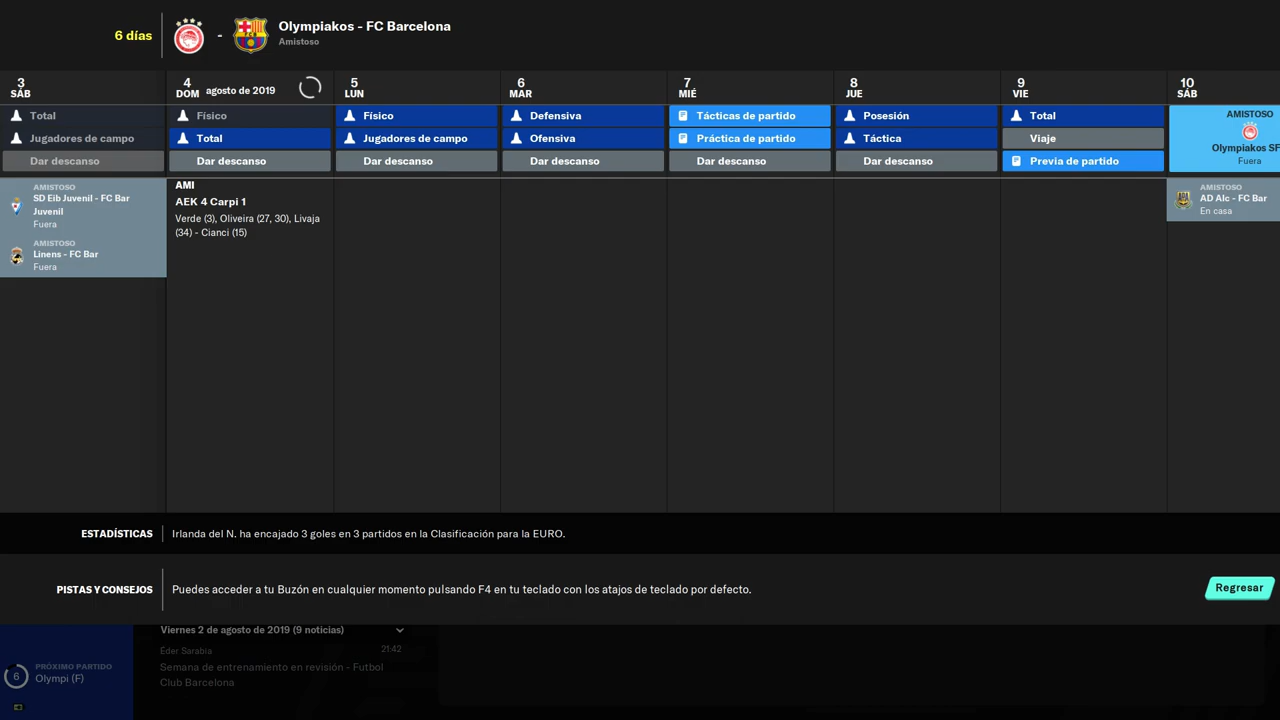 6 días
-
Olympiakos - FC Barcelona
Amistoso
3
SÁB
4
DOM
agosto de 2019
5
LUN
6
MAR
7
MIÉ
8
JUE
9
VIE
10
SÁB
Total
Jugadores de campo
Dar descanso
Físico
Total
Dar descanso
Físico
Jugadores de campo
Dar descanso
Defensiva
Ofensiva
Dar descanso
Tácticas de partido
Práctica de partido
Dar descanso
Posesión
Táctica
Dar descanso
Total
Viaje
Previa de partido
AMISTOSO
Olympiakos SF
Fuera
AMISTOSO
SD Eib Juvenil - FC Bar
Juvenil
Fuera
AMISTOSO
Linens - FC Bar
Fuera
AMI
AEK 4 Carpi 1
Verde (3), Oliveira (27, 30), Livaja
(34) - Cianci (15)
AMISTOSO
AD Alc - FC Bar
En casa
ESTADÍSTICAS
Irlanda del N. ha encajado 3 goles en 3 partidos en la Clasificación para la EURO.
PISTAS Y CONSEJOS
Puedes acceder a tu Buzón en cualquier momento pulsando F4 en tu teclado con los atajos de teclado por defecto.
Regresar
Viernes 2 de agosto de 2019 (9 noticias)
Eder Sarabia
21:42
Semana de entrenamiento en revisión - Futbol
Club Barcelona
6
PRÓXIMO PARTIDO
Olympi (F)